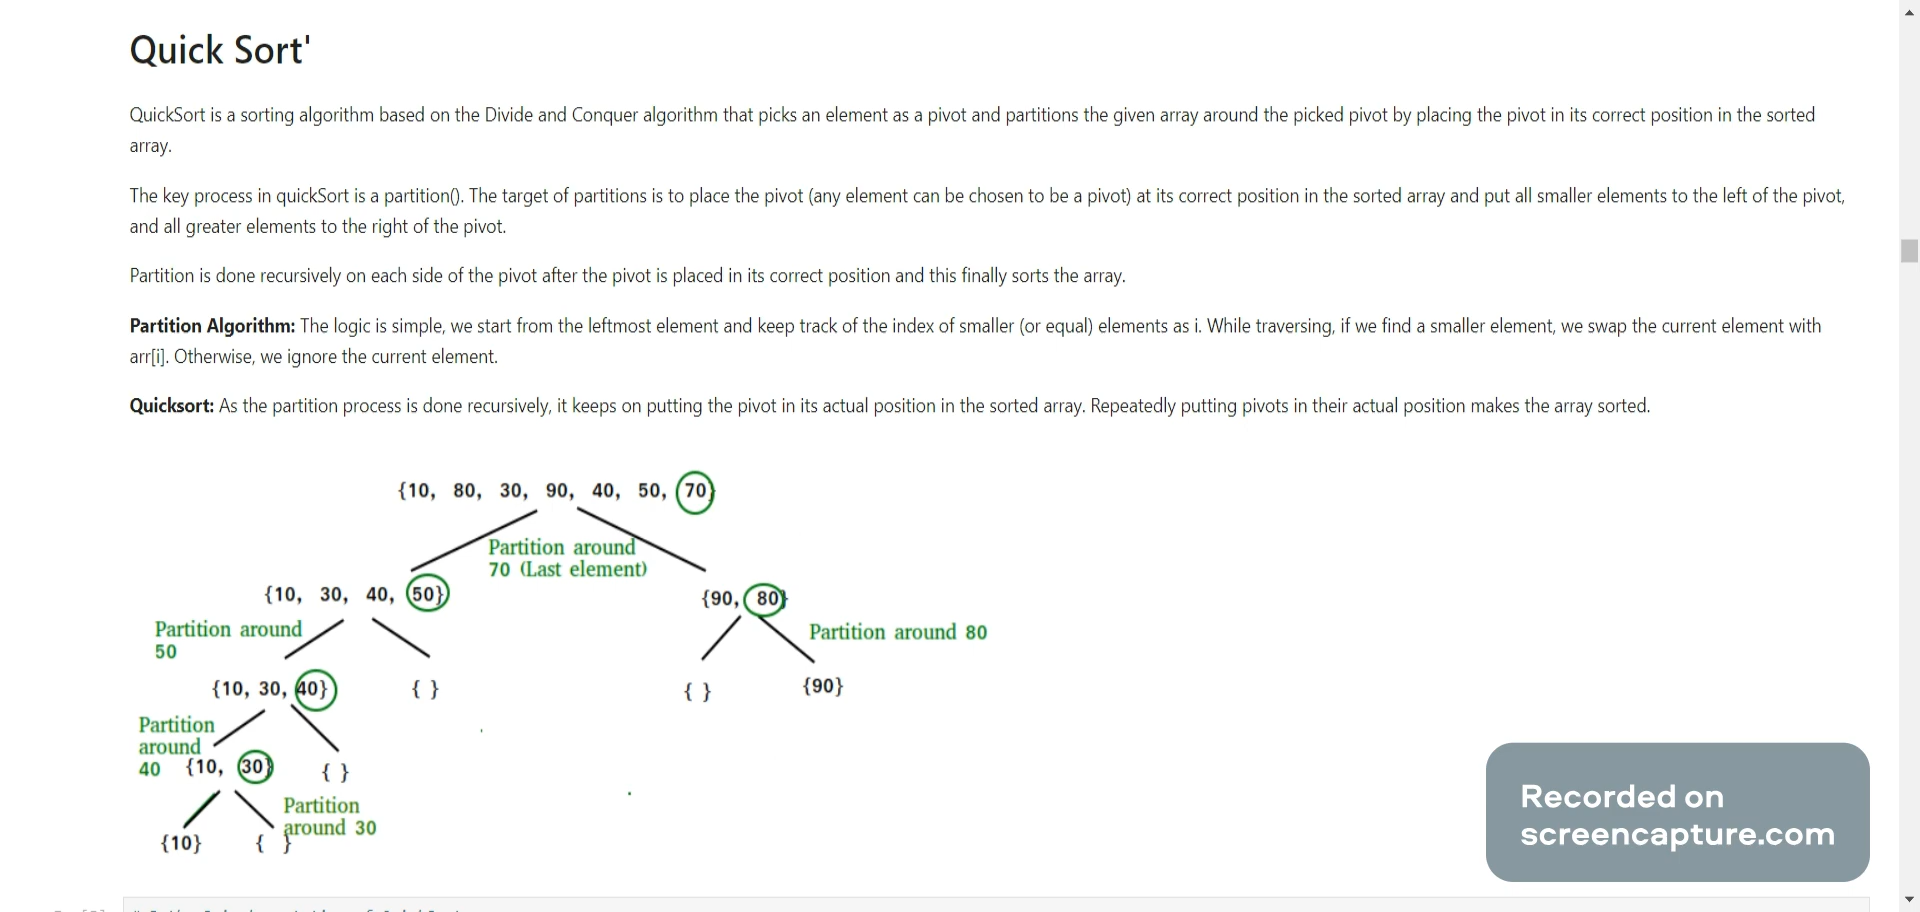 Quick Sort'
QuickSort is a sorting algorithm based on the Divide and Conquer algorithm that picks an element as a pivot and partitions the given array around the picked pivot by placing the pivot in its correct position in the sorted
array.
The key process in quickSort is a partition(). The target of partitions is to place the pivot (any element can be chosen to be a pivot) at its correct position in the sorted array and put all smaller elements to the left of the pivot,
and all greater elements to the right of the pivot.
Partition is done recursively on each side of the pivot after the pivot is placed in its correct position and this finally sorts the array.
Partition Algorithm: The logic is simple, we start from the leftmost element and keep track of the index of smaller (or equal) elements as i. While traversing, if we find a smaller element, we swap the current element with
arr[i]. Otherwise, we ignore the current element.
Quicksort: As the partition process is done recursively, it keeps on putting the pivot in its actual position in the sorted array. Repeatedly putting pivots in their actual position makes the array sorted.
{10, 80, 30, 90, 40, 50, 70}
Partition around
70 (Last element)
{10, 30, 40, 50}
{90, 80}
Partition around
50
Partition around 80
{10, 30, 40}
{ }
{ }
{90}
Partition
around
40
{10, 30}
{ }
Partition
around 30
{10}
{ }
Recorded on
screencapture.com